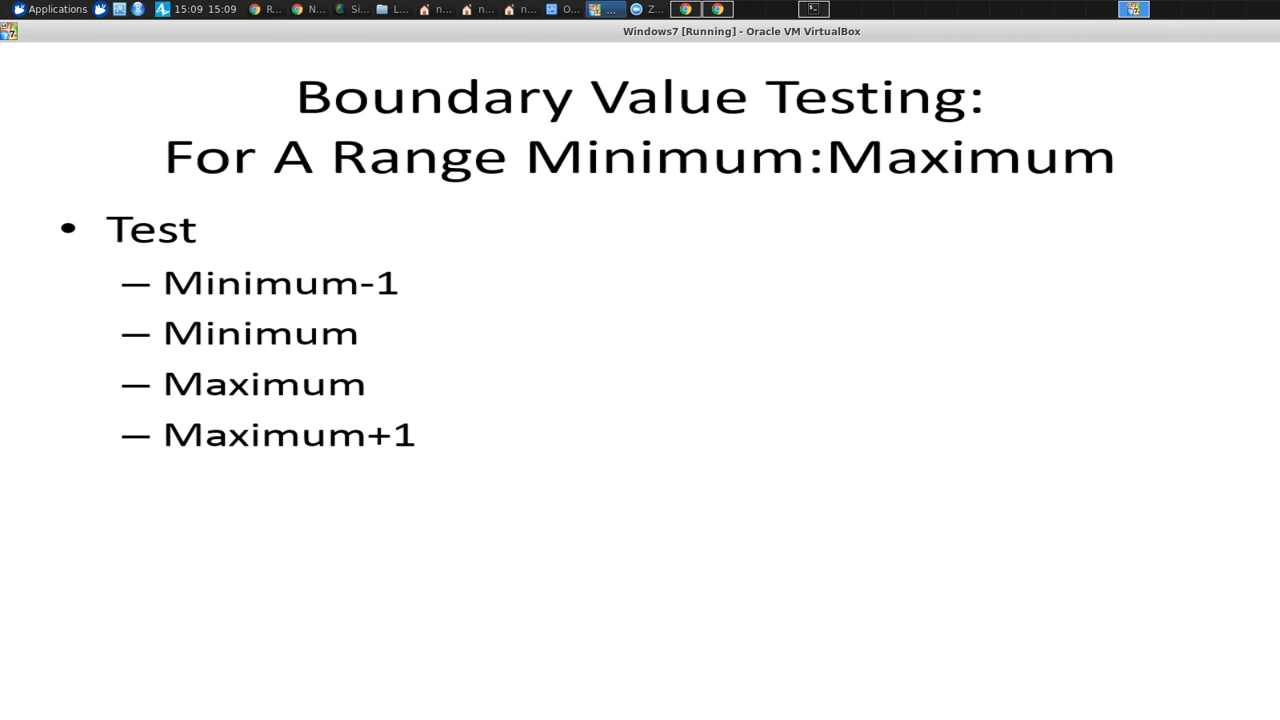 Applications 15:09 15:09 R... N... Si... L... n... n... n... O... ... Z...
Windows7 [Running] - Oracle VM VirtualBox
Boundary Value Testing:
For A Range Minimum:Maximum
• Test
– Minimum-1
– Minimum
– Maximum
– Maximum+1